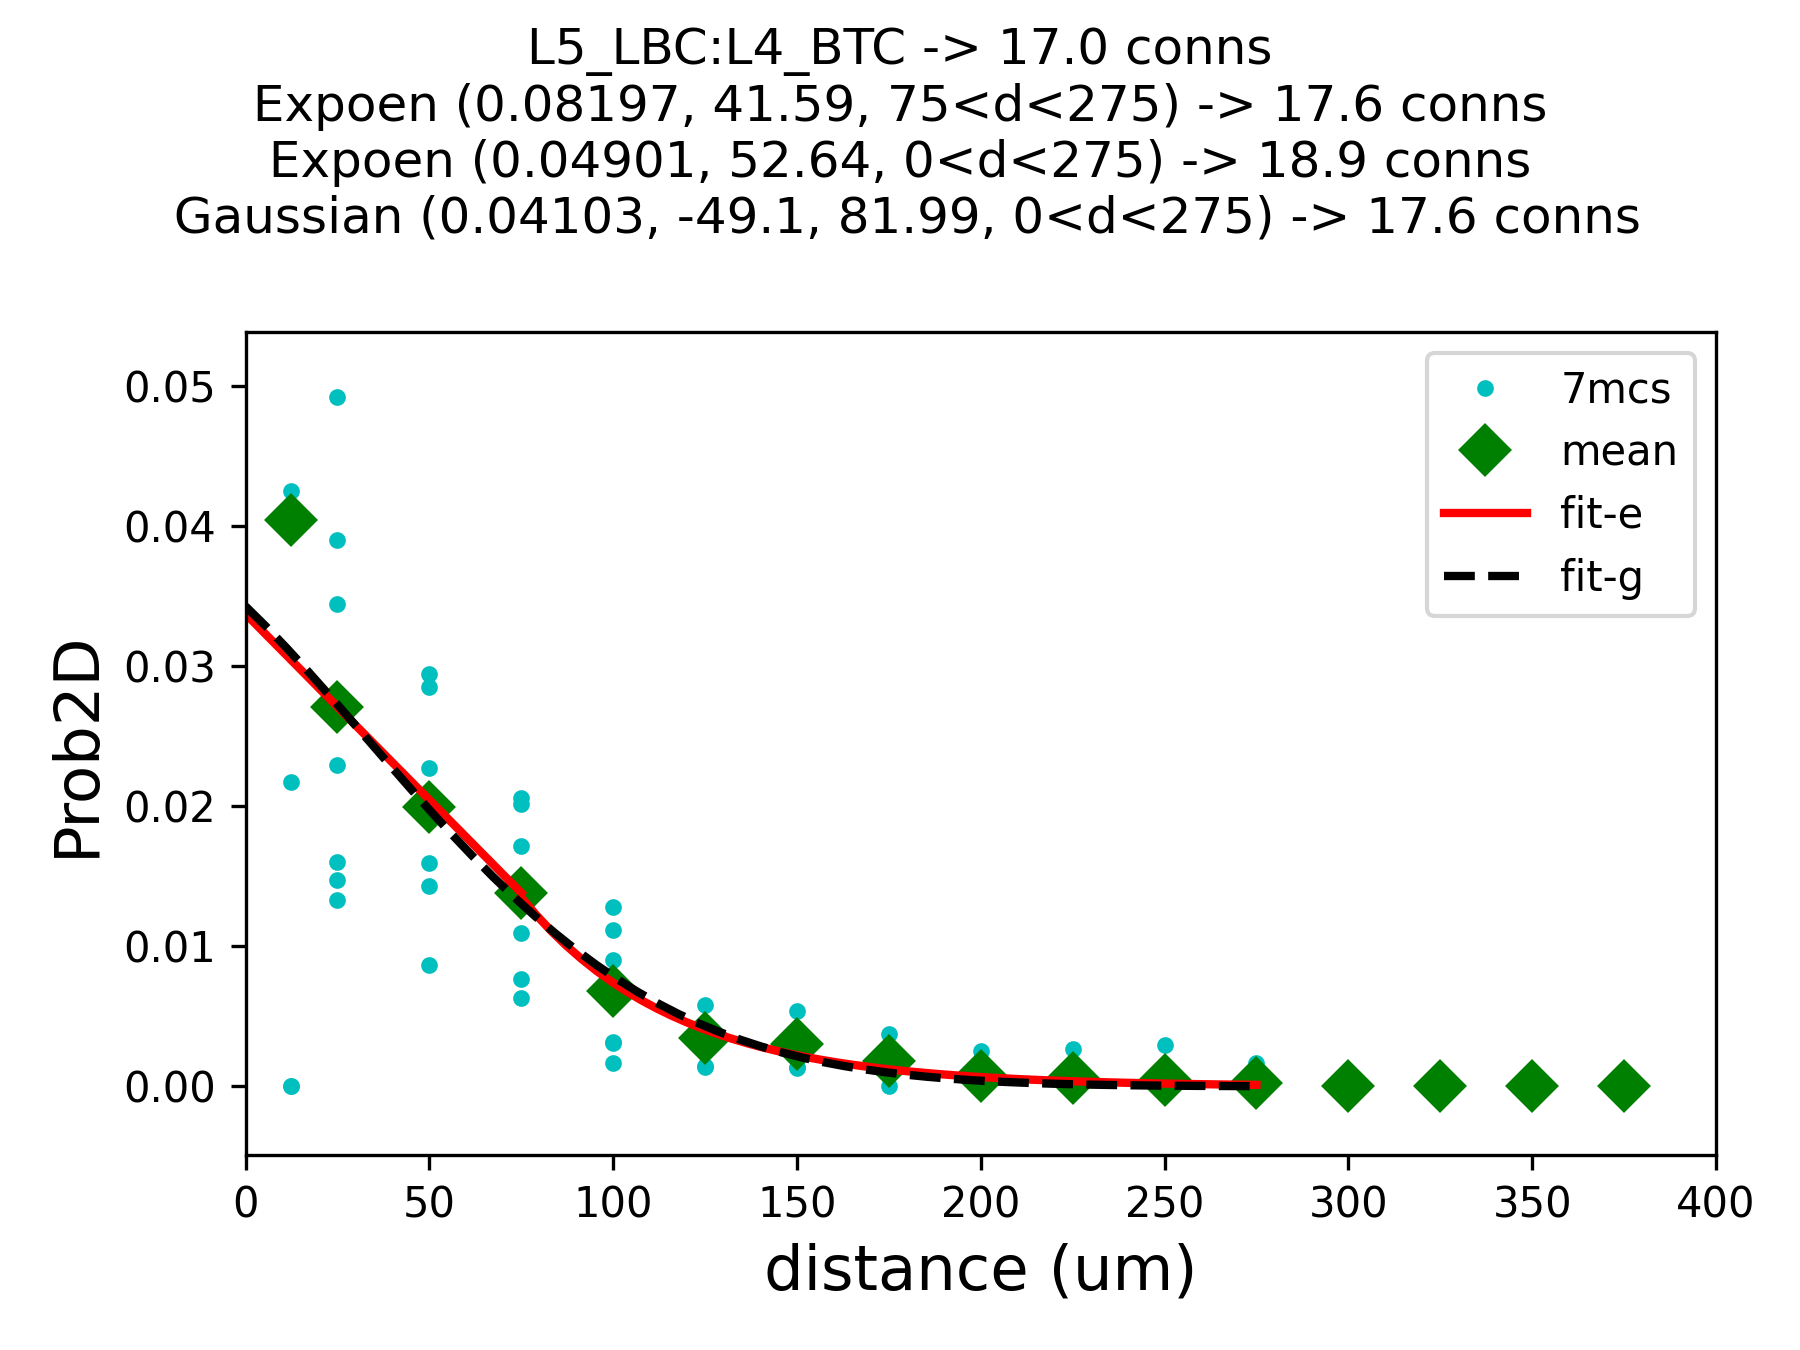 L5_LBC:L4_BTC -> 17.0 conns
Expoen (0.08197, 41.59, 75<d<275) -> 17.6 conns
Expoen (0.04901, 52.64, 0<d<275) -> 18.9 conns
Gaussian (0.04103, -49.1, 81.99, 0<d<275) -> 17.6 conns
7mcs
mean
fit-e
fit-g
Prob2D
0.05
0.04
0.03
0.02
0.01
0.00
0 50 100 150 200 250 300 350 400
distance (um)